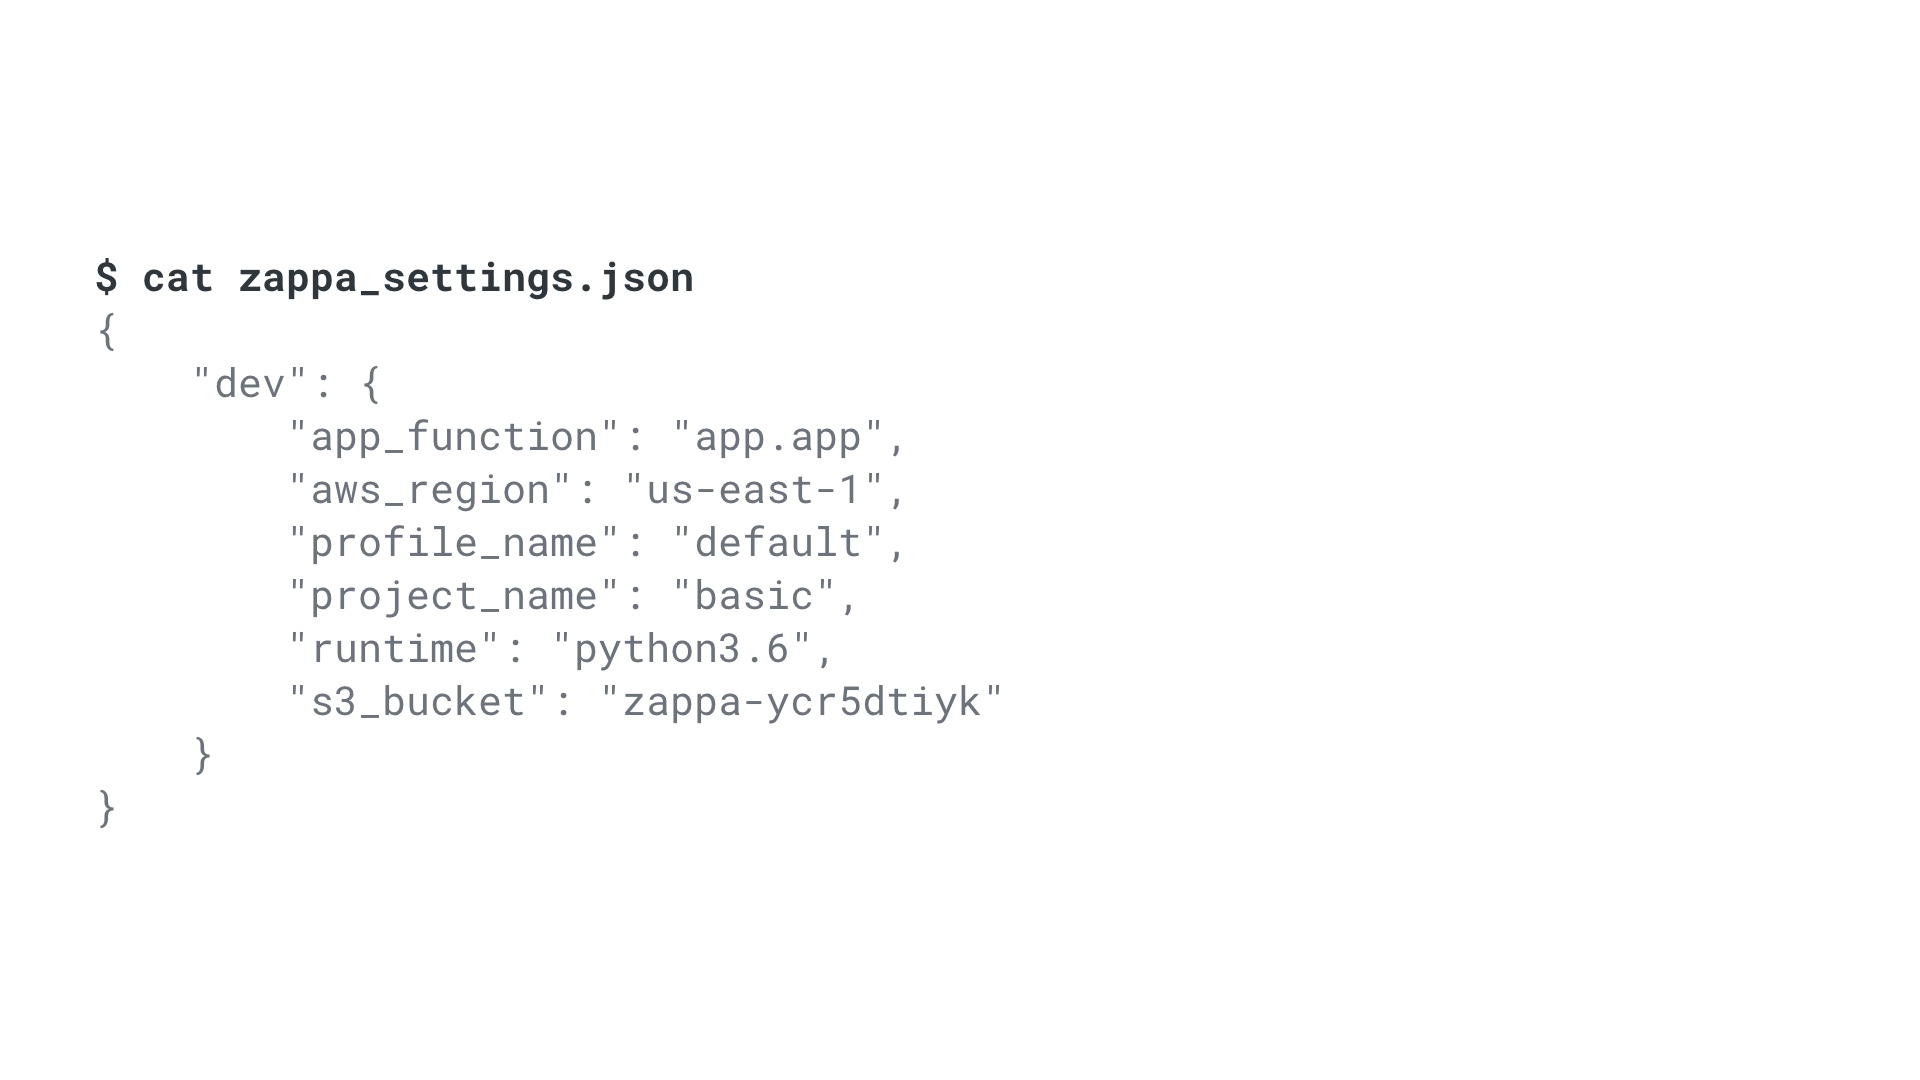 $ cat zappa_settings.json
{
    "dev": {
        "app_function": "app.app",
        "aws_region": "us-east-1",
        "profile_name": "default",
        "project_name": "basic",
        "runtime": "python3.6",
        "s3_bucket": "zappa-ycr5dtiyk"
    }
}